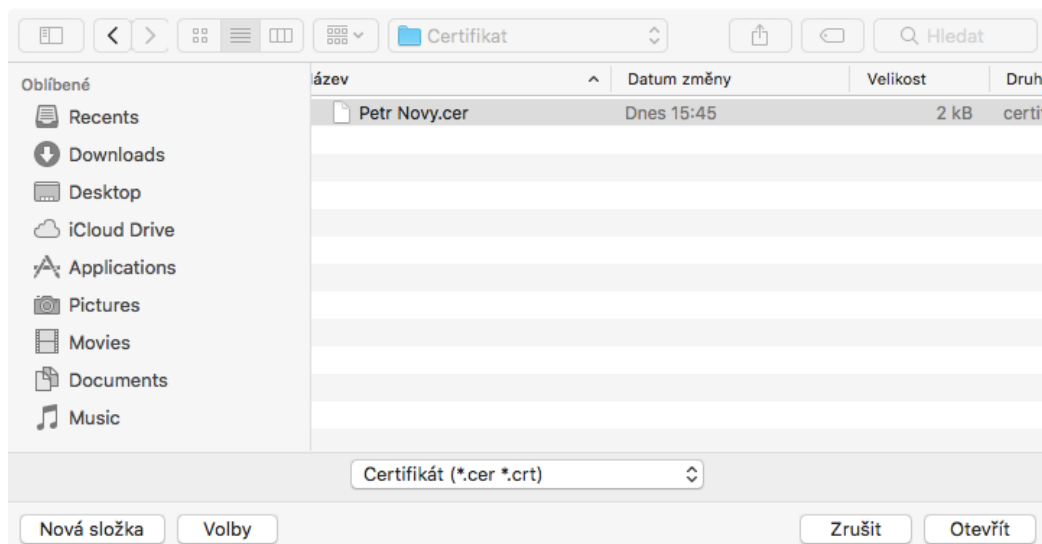 Certifikat
Hledat
Oblíbené
ázev
Datum změny
Velikost
Druh
Recents
Petr Novy.cer
Dnes 15:45
2 kB
certi
Downloads
Desktop
iCloud Drive
Applications
Pictures
Movies
Documents
Music
Certifikát (*.cer *.crt)
Nová složka
Volby
Zrušit
Otevřít